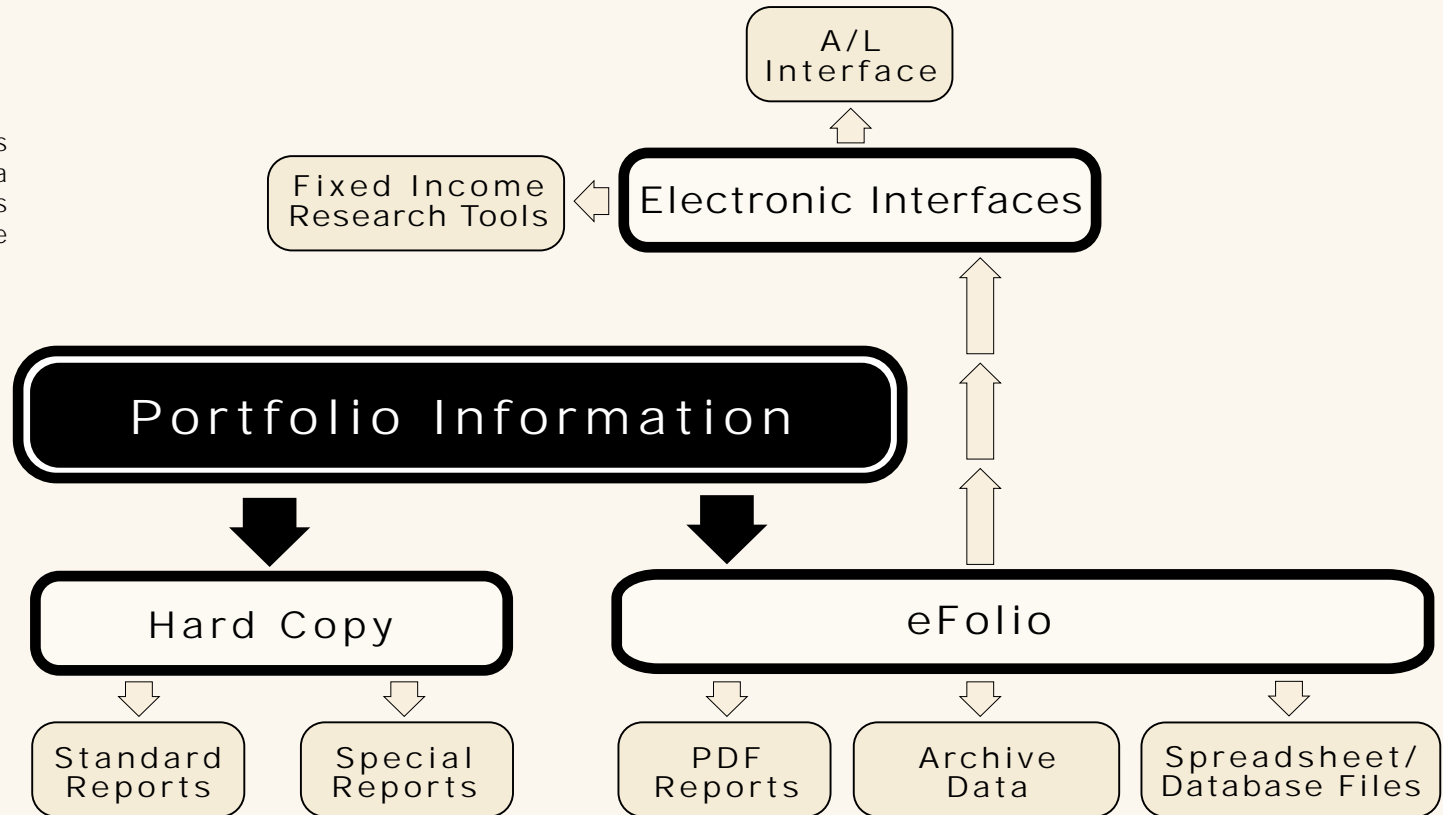 A/L
Interface
s
a
s
e
Fixed Income
Research Tools
Electronic Interfaces
Portfolio Information
Hard Copy
eFolio
Standard
Reports
Special
Reports
PDF
Reports
Archive
Data
Spreadsheet/
Database Files